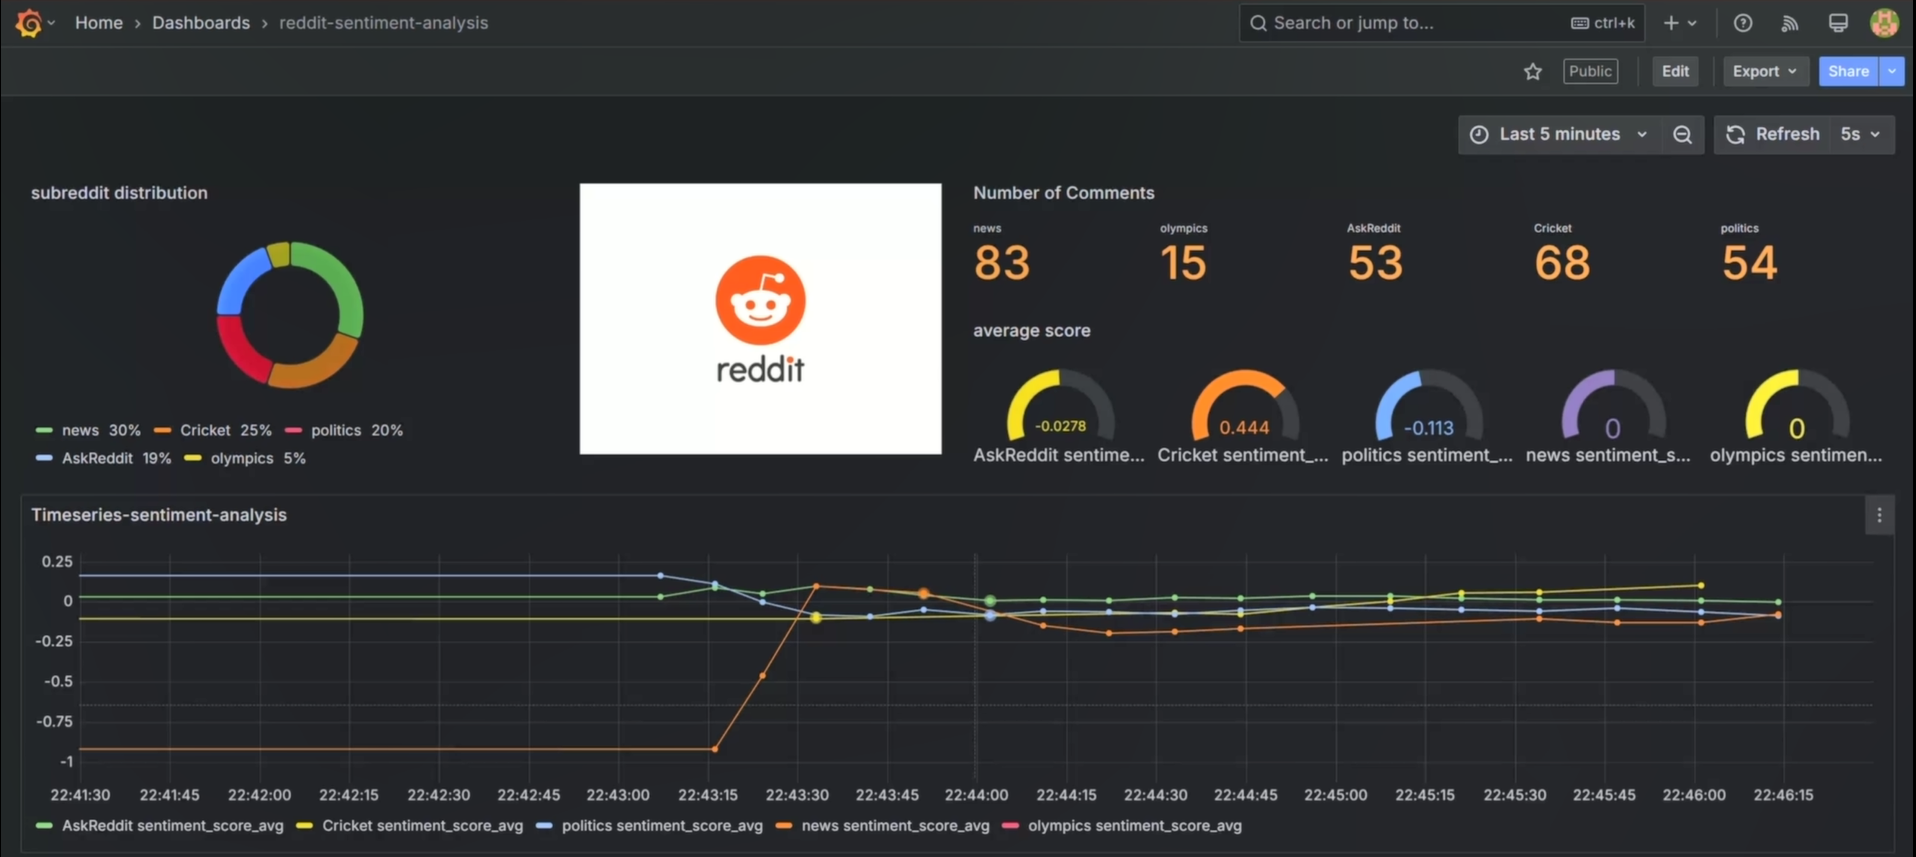 Home › Dashboards › reddit-sentiment-analysis
Search or jump to... ctrl+k
Public Edit Export Share
Last 5 minutes Refresh 5s
subreddit distribution
news 30% Cricket 25% politics 20%
AskReddit 19% olympics 5%
reddit
Number of Comments
news olympics AskReddit Cricket politics
83 15 53 68 54
average score
-0.0278 0.444 -0.113 0 0
AskReddit sentime... Cricket sentiment_... politics sentiment_... news sentiment_s... olympics sentimen...
Timeseries-sentiment-analysis
0.25
0
-0.25
-0.5
-0.75
-1
22:41:30 22:41:45 22:42:00 22:42:15 22:42:30 22:42:45 22:43:00 22:43:15 22:43:30 22:43:45 22:44:00 22:44:15 22:44:30 22:44:45 22:45:00 22:45:15 22:45:30 22:45:45 22:46:00 22:46:15
AskReddit sentiment_score_avg Cricket sentiment_score_avg politics sentiment_score_avg news sentiment_score_avg olympics sentiment_score_avg